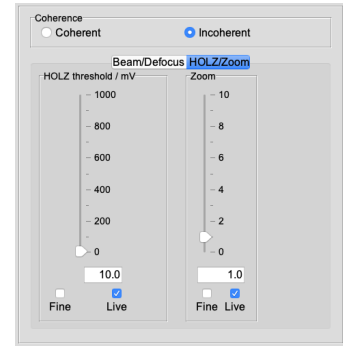 Coherence
Coherent Incoherent
Beam/Defocus HOLZ/Zoom
HOLZ threshold / mV Zoom
1000 10
800 8
600 6
400 4
200 2
0 0
10.0 1.0
Fine Live Fine Live